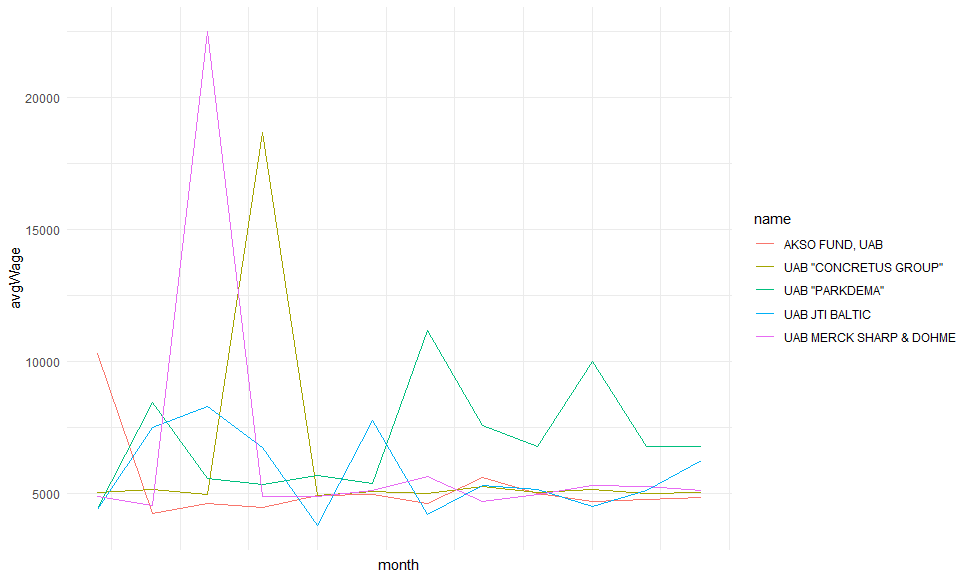 20000
15000
10000
5000
avgWage
month
name
AKSO FUND, UAB
UAB "CONCRETUS GROUP"
UAB "PARKDEMA"
UAB JTI BALTIC
UAB MERCK SHARP & DOHME